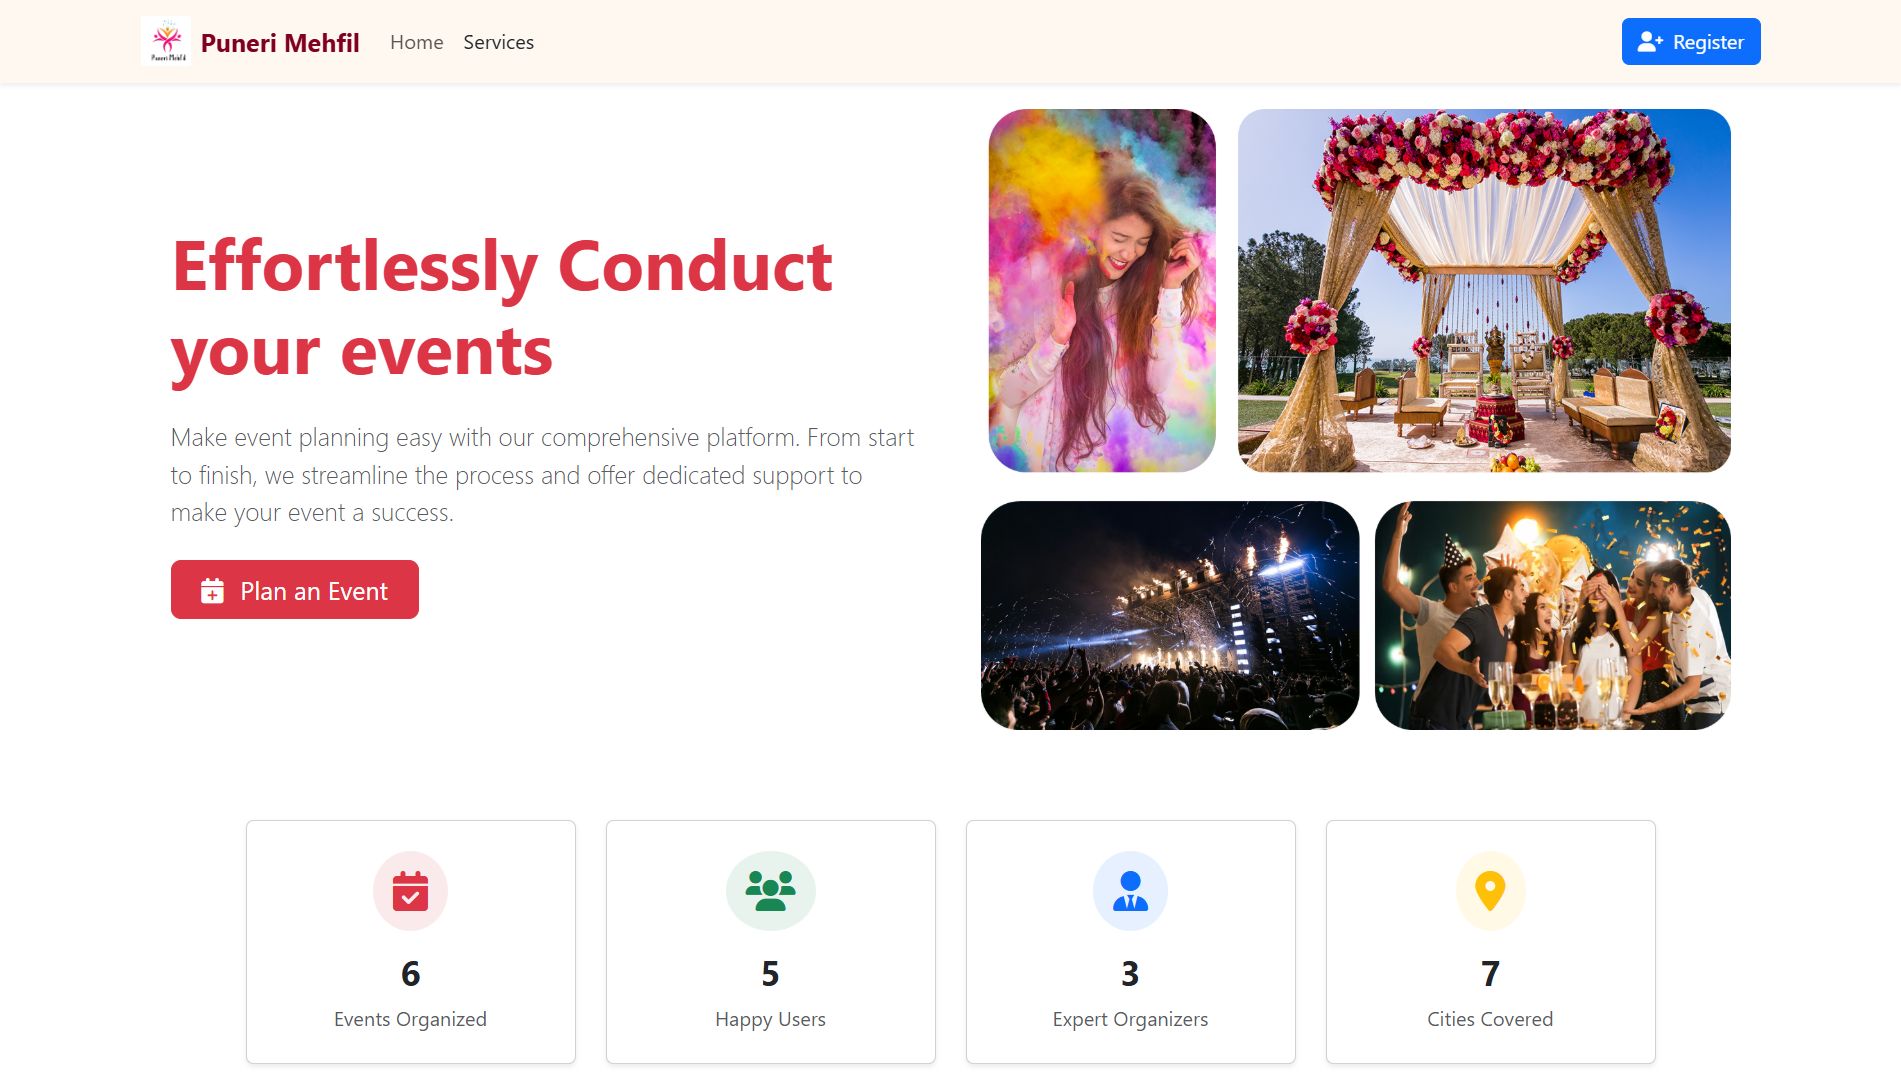 Puneri Mehfil
Puneri Mehfil
Home
Services
Register
Effortlessly Conduct
your events
Make event planning easy with our comprehensive platform. From start
to finish, we streamline the process and offer dedicated support to
make your event a success.
Plan an Event
6
Events Organized
5
Happy Users
3
Expert Organizers
7
Cities Covered